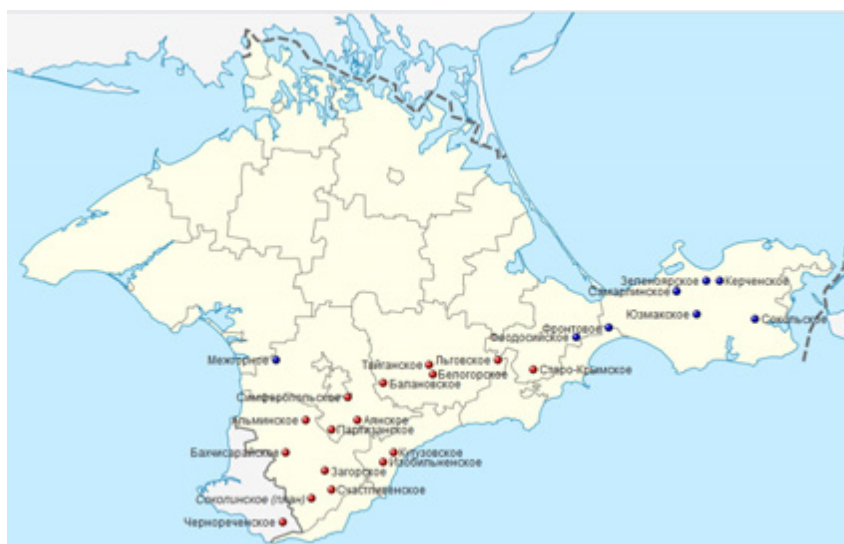 Зеленоярское
Керченское
Самарлинское
Юзмакское
Сокольское
Фронтовое
Феодосийское
Межгорное
Льговское
Тайганское
Старо-Крымское
Белогорское
Балановское
Симферопольское
Альминское
Аянское
Партизанское
Бахчисарайское
Кутузовское
Изобильненское
Загорское
Счастливенское
Соколинское (план)
Чернореченское